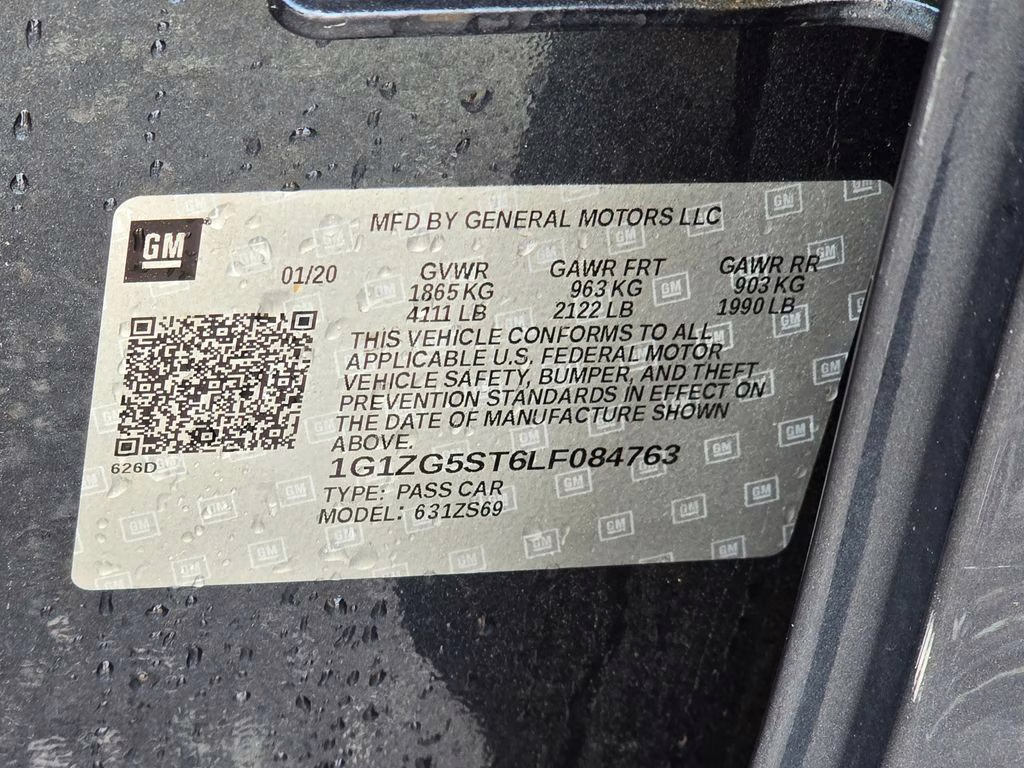 GM
MFD BY GENERAL MOTORS LLC
01/20 GVWR GAWR FRT GAWR RR
1865 KG 963 KG 903 KG
4111 LB 2122 LB 1990 LB
THIS VEHICLE CONFORMS TO ALL
APPLICABLE U.S. FEDERAL MOTOR
VEHICLE SAFETY, BUMPER, AND THEFT
PREVENTION STANDARDS IN EFFECT ON
THE DATE OF MANUFACTURE SHOWN
ABOVE.
626D
1G1ZG5ST6LF084763
TYPE: PASS CAR
MODEL: 631ZS69